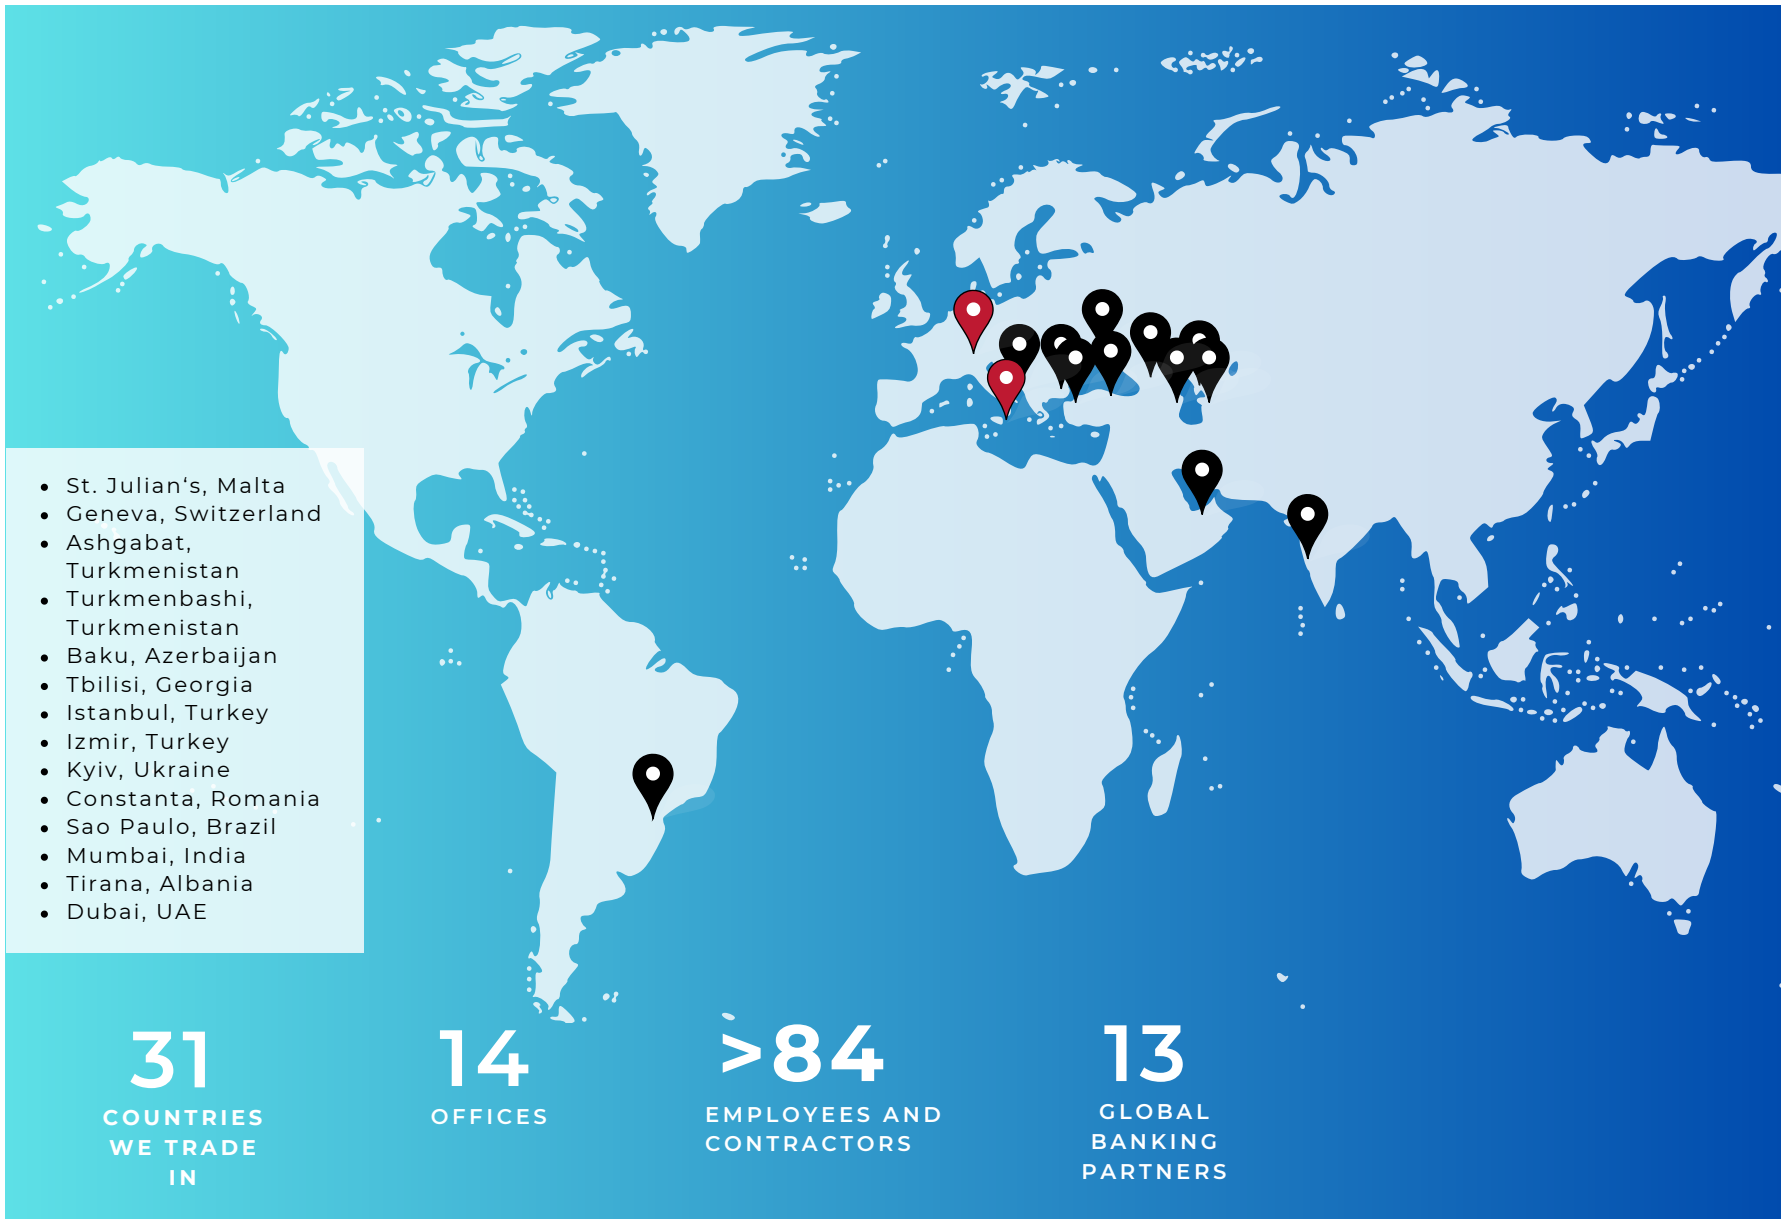 • St. Julian‘s, Malta
• Geneva, Switzerland
• Ashgabat,
Turkmenistan
• Turkmenbashi,
Turkmenistan
• Baku, Azerbaijan
• Tbilisi, Georgia
• Istanbul, Turkey
• Izmir, Turkey
• Kyiv, Ukraine
• Constanta, Romania
• Sao Paulo, Brazil
• Mumbai, India
• Tirana, Albania
• Dubai, UAE
31
COUNTRIES
WE TRADE
IN
14
OFFICES
>84
EMPLOYEES AND
CONTRACTORS
13
GLOBAL
BANKING
PARTNERS